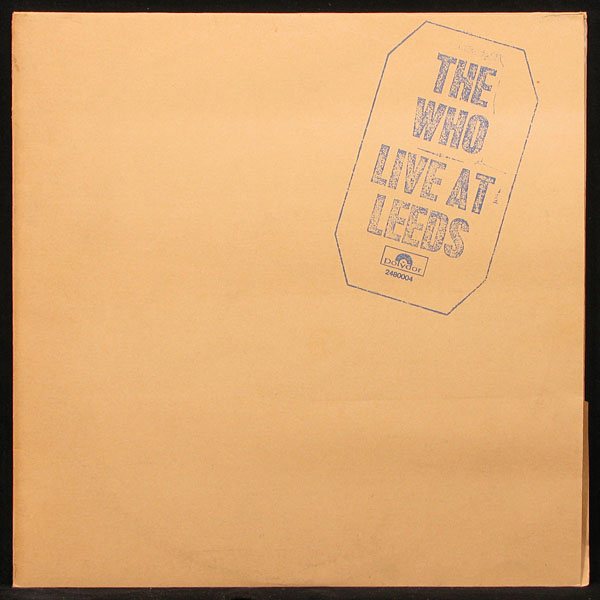 THE
WHO
LIVE AT
LEEDS
polydor
2480004